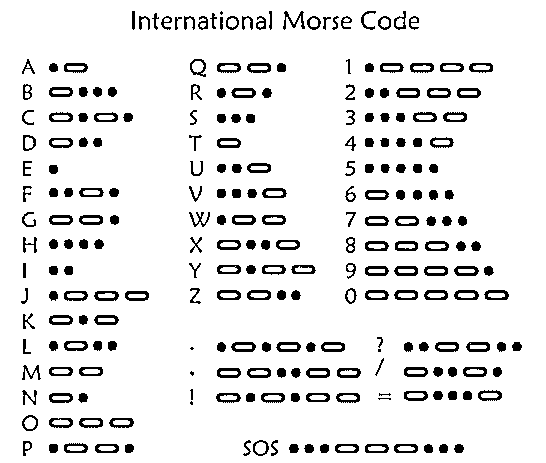 International Morse Code
A •– Q ––• 1 •––––
B –••• R •–• 2 ••–––
C –•–• S ••• 3 •••––
D –•• T – 4 ••••–
E • U ••– 5 •••••
F ••–• V •••– 6 –••••
G ––• W •–– 7 ––•••
H •••• X –••– 8 –––••
I •• Y –•–– 9 ––––•
J •––– Z ––•• 0 –––––
K –•–
L •–•• . •–•–•– ? ••––••
M –– . ––••–– / –••–•
N –• ! –•–•–– = –•••–
O –––
P •––• SOS •••–––•••